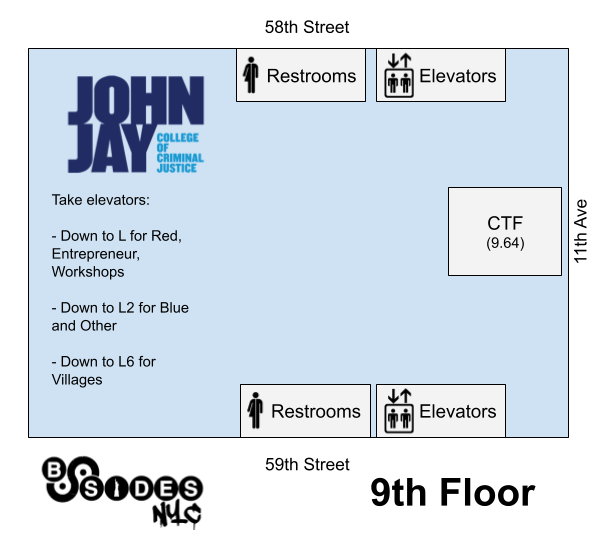 58th Street
Restrooms
Elevators
JOHN
JAY
COLLEGE
OF
CRIMINAL
JUSTICE
Take elevators:
- Down to L for Red,
Entrepreneur,
Workshops
- Down to L2 for Blue
and Other
- Down to L6 for
Villages
CTF
(9.64)
11th Ave
Restrooms
Elevators
59th Street
BSIDES
NYC
9th Floor